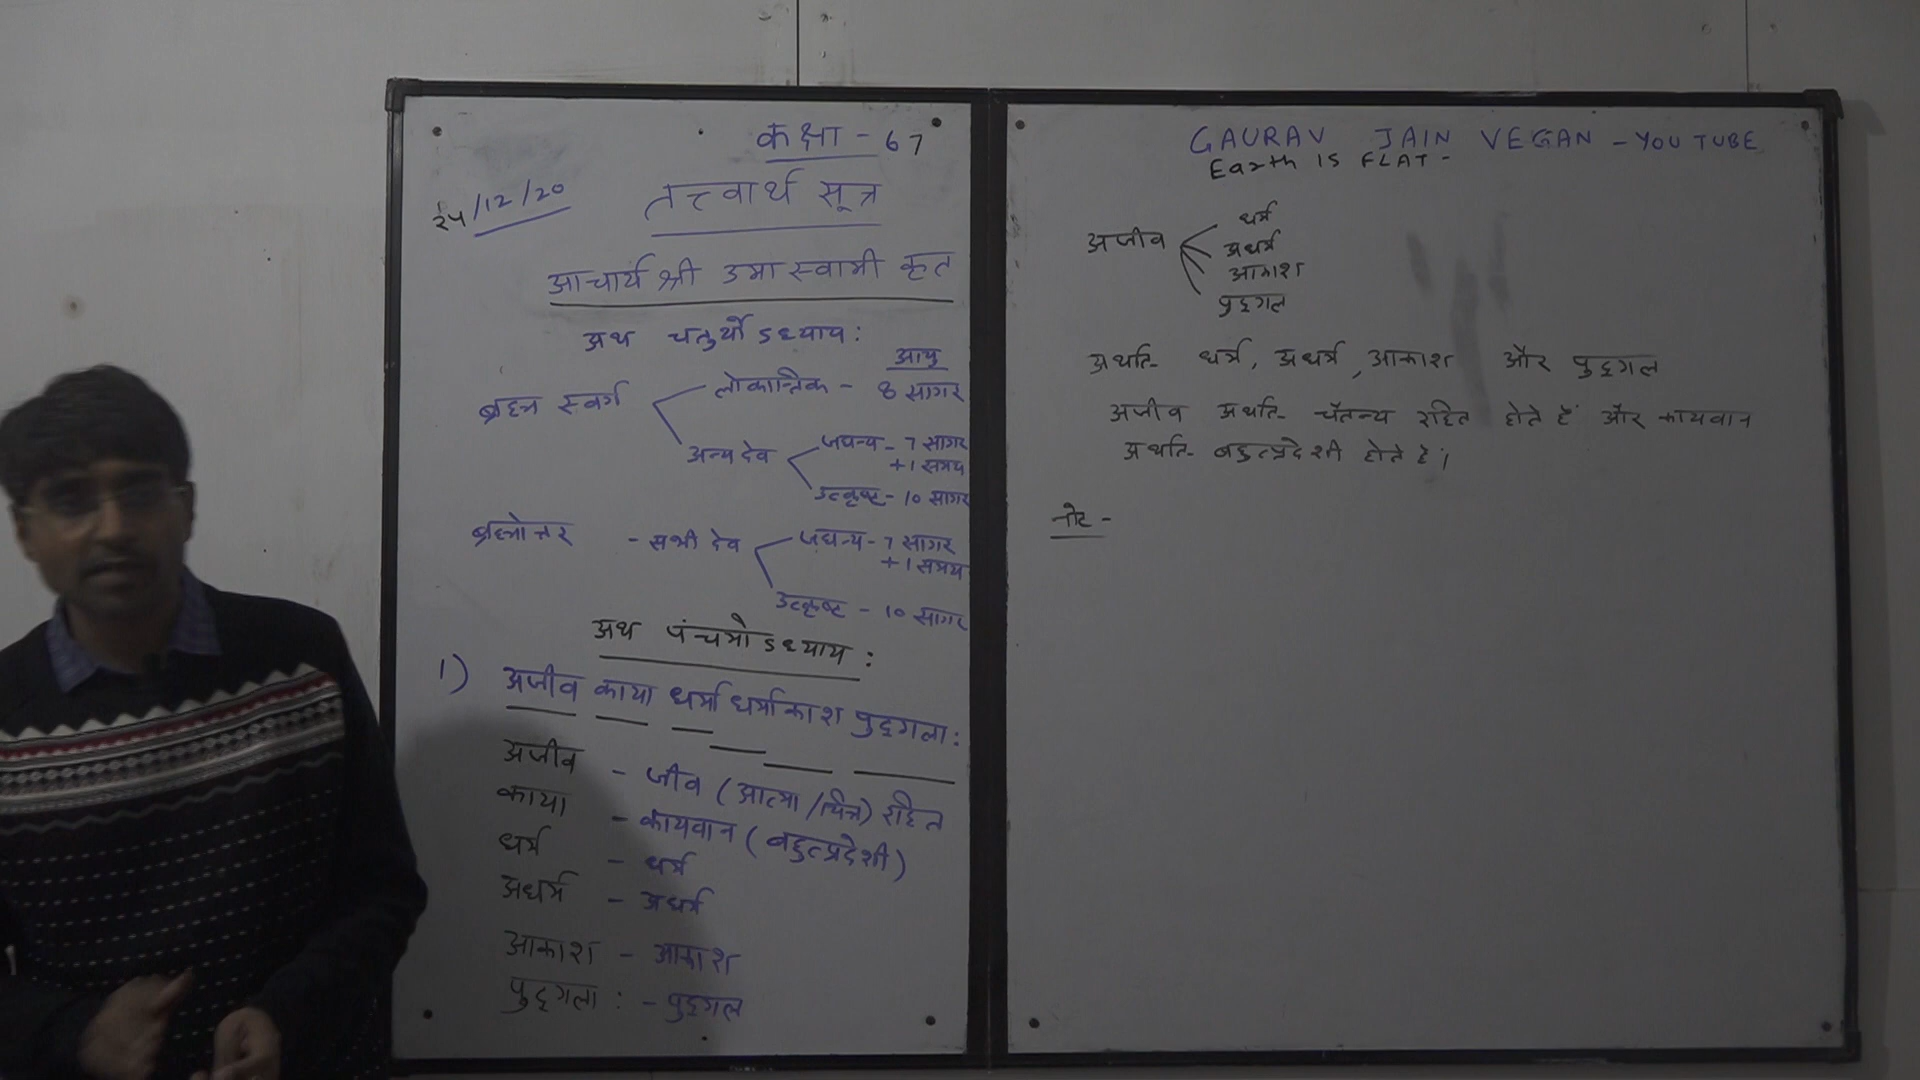 कक्षा - 67
२५/12/20
तत्त्वार्थ सूत्र
आचार्य श्री उमास्वामी कृत
अथ चतुर्थोऽध्याय:
आयु
ब्रह्म स्वर्ग
लोकान्तिक - 8 सागर
अन्य देव
जघन्य - 7 सागर
+1 समय
उत्कृष्ट - 10 सागर
ब्रह्मोत्तर - सभी देव
जघन्य - 7 सागर
+1 समय
उत्कृष्ट - 10 सागर
अथ पंचमोऽध्याय:
1) अजीव काया धर्माधर्माकाश पुद्गला:
अजीव - जीव (आत्मा/चित्त) रहित
काया - कायवान (बहुत्प्रदेशी)
धर्म - धर्म
अधर्म - अधर्म
आकाश - आकाश
पुद्गला: - पुद्गल
GAURAV JAIN VEGAN - YOUTUBE
Earth IS FLAT -
अजीव
धर्म
अधर्म
आकाश
पुद्गल
अर्थात- धर्म, अधर्म, आकाश और पुद्गल
अजीव अर्थात- चैतन्य रहित होते हैं और कायवान
अर्थात- बहुत्प्रदेशी होते है।
नोट -